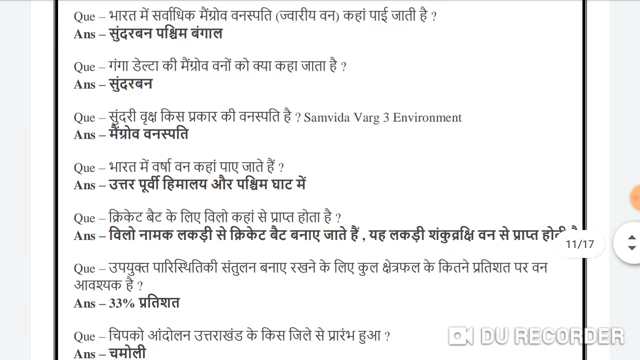 Que – भारत में सर्वाधिक मैंग्रोव वनस्पति (ज्वारीय वन) कहां पाई जाती है ?
Ans – सुंदरबन पश्चिम बंगाल
Que – गंगा डेल्टा की मैंग्रोव वनों को क्या कहा जाता है ?
Ans – सुंदरबन
Que – सुंदरी वृक्ष किस प्रकार की वनस्पति है ? Samvida Varg 3 Environment
Ans – मैंग्रोव वनस्पति
Que – भारत में वर्षा वन कहां पाए जाते हैं ?
Ans – उत्तर पूर्वी हिमालय और पश्चिम घाट में
Que – क्रिकेट बैट के लिए विलो कहां से प्राप्त होता है ?
Ans – विलो नामक लकड़ी से क्रिकेट बैट बनाए जाते हैं , यह लकड़ी शंकुव्रक्षि वन से प्राप्त होती
11/17
Que – उपयुक्त पारिस्थितिकी संतुलन बनाए रखने के लिए कुल क्षेत्रफल के कितने प्रतिशत पर वन
आवश्यक है ?
Ans – 33% प्रतिशत
Que – चिपको आंदोलन उत्तराखंड के किस जिले से प्रारंभ हुआ ?
Ans – चमोली
DU RECORDER